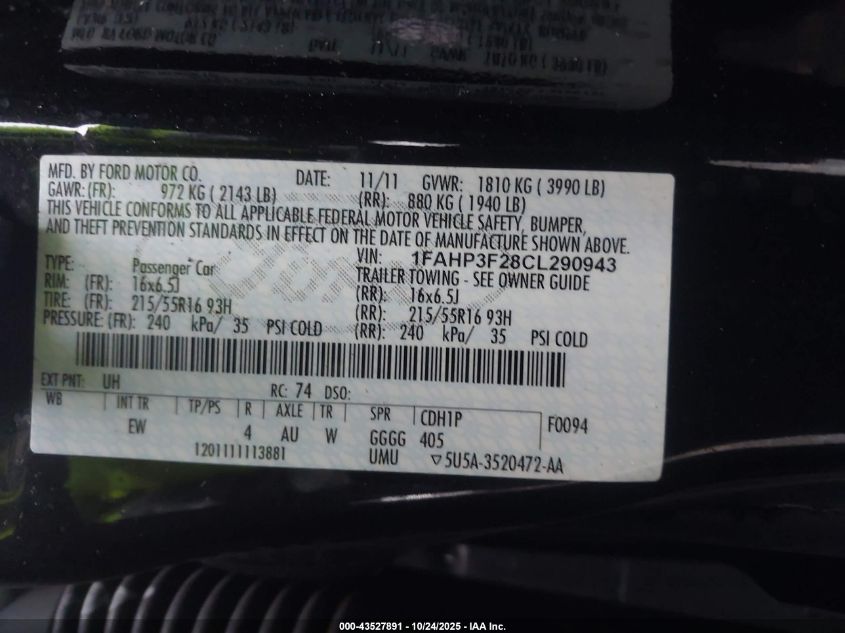 MFD. BY FORD MOTOR CO. DATE: 11/11 GVWR: 1810 KG ( 3990 LB)
GAWR: (FR): 972 KG ( 2143 LB) (RR): 880 KG ( 1940 LB)
THIS VEHICLE CONFORMS TO ALL APPLICABLE FEDERAL MOTOR VEHICLE SAFETY, BUMPER,
AND THEFT PREVENTION STANDARDS IN EFFECT ON THE DATE OF MANUFACTURE SHOWN ABOVE.
VIN: 1FAHP3F28CL290943
TYPE: Passenger Car TRAILER TOWING - SEE OWNER GUIDE
RIM: (FR): 16x6.5J (RR): 16x6.5J
TIRE: (FR): 215/55R16 93H (RR): 215/55R16 93H
PRESSURE: (FR): 240 kPa/ 35 PSI COLD (RR): 240 kPa/ 35 PSI COLD
EXT PNT: UH RC: 74 DSO:
WB INT TR TP/PS R AXLE TR SPR CDH1P F0094
EW 4 AU W GGGG 405
1201111113881 UMU ▽5U5A-3520472-AA
000-43527891 - 10/24/2025 - IAA Inc.